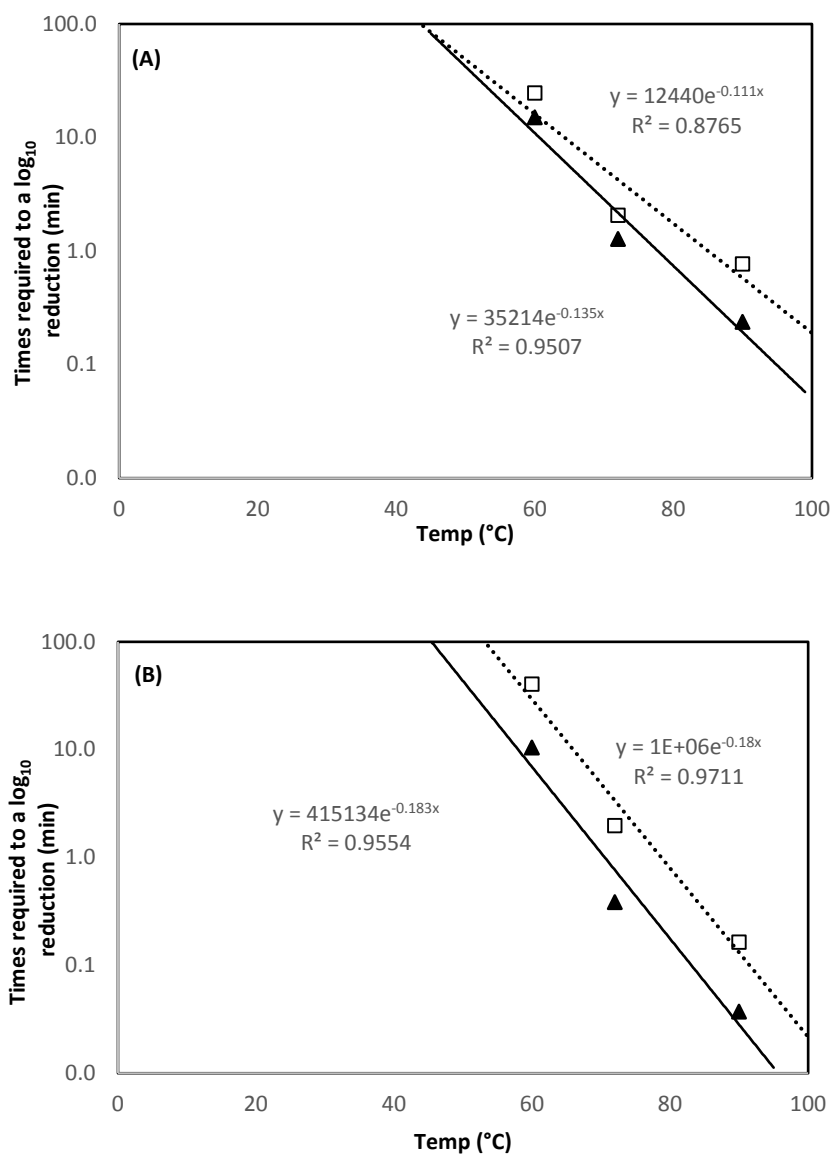 (A)
Times required to a log10
reduction (min)
100.0
10.0
1.0
0.1
0.0
y = 12440e-0.111x
R² = 0.8765
y = 35214e-0.135x
R² = 0.9507
0 20 40 60 80 100
Temp (°C)
(B)
Times required to a log10
reduction (min)
100.0
10.0
1.0
0.1
0.0
y = 1E+06e-0.18x
R² = 0.9711
y = 415134e-0.183x
R² = 0.9554
0 20 40 60 80 100
Temp (°C)